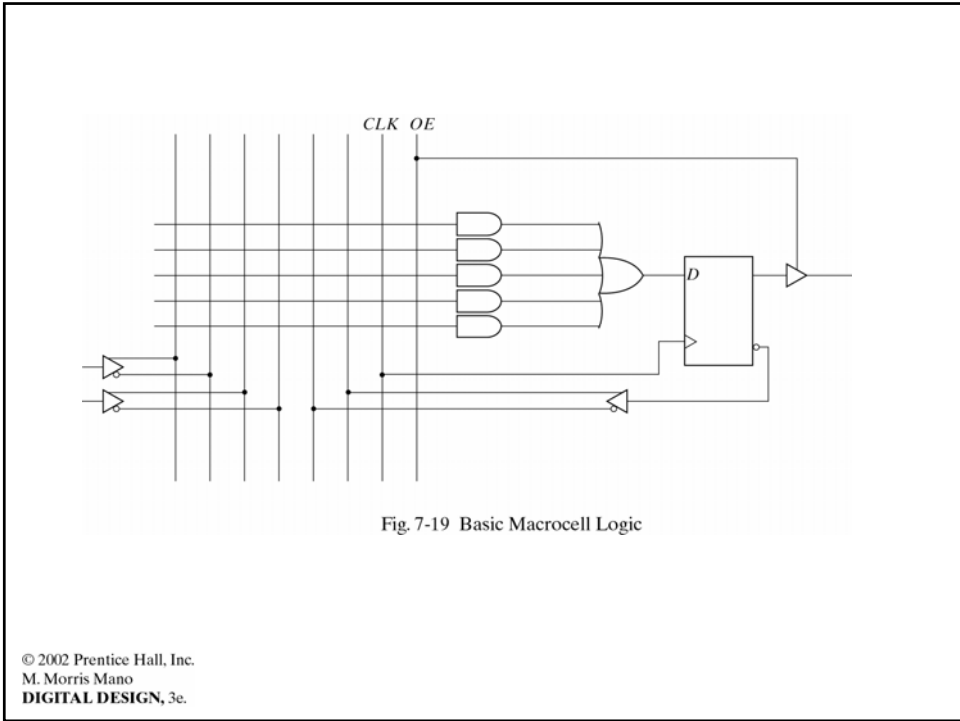 CLK OE
D
Fig. 7-19 Basic Macrocell Logic
© 2002 Prentice Hall, Inc.
M. Morris Mano
DIGITAL DESIGN, 3e.